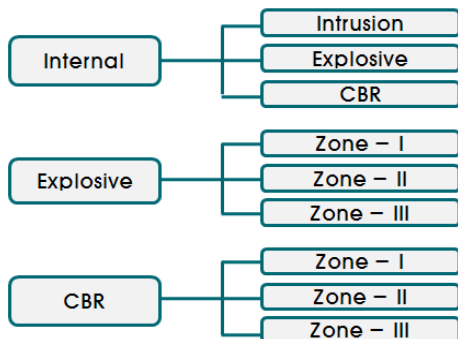 Internal
Intrusion
Explosive
CBR
Explosive
Zone – I
Zone – II
Zone – III
CBR
Zone – I
Zone – II
Zone – III